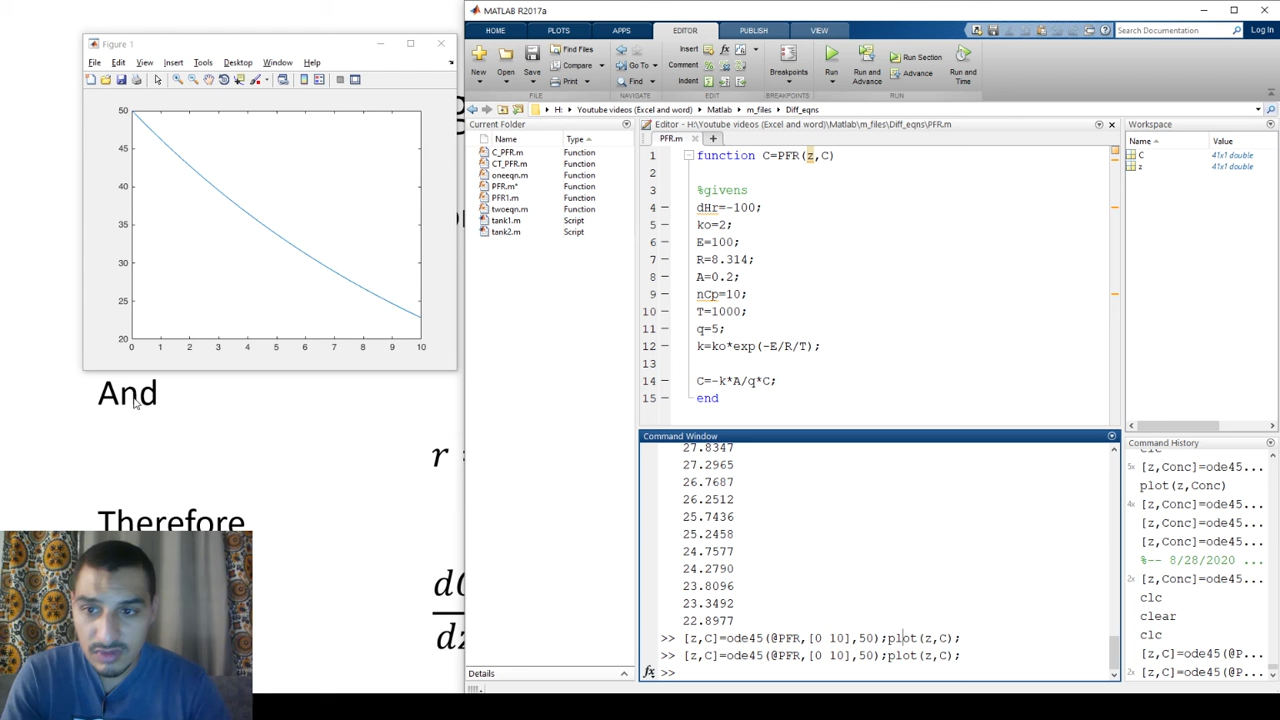 MATLAB R2017a
Figure 1
File Edit View Insert Tools Desktop Window Help
50
45
40
35
30
25
20
0 1 2 3 4 5 6 7 8 9 10
And
r
Therefore
dz
HOME PLOTS APPS EDITOR PUBLISH VIEW
Search Documentation
Log In
New Open Save
Find Files
Compare
Print
Go To
Find
Insert
Comment
Indent
Breakpoints
Run
Run and Advance
Run Section
Advance
Run and Time
FILE NAVIGATE EDIT BREAKPOINTS RUN
H: Youtube videos (Excel and word) Matlab m_files Diff_eqns
Current Folder
Name Type
C_PFR.m Function
CT_PFR.m Function
oneeqn.m Function
PFR.m* Function
PFR1.m Function
twoeqn.m Function
tank1.m Script
tank2.m Script
Details
Editor - H:\Youtube videos (Excel and word)\Matlab\m_files\Diff_eqns\PFR.m
PFR.m
1 function C=PFR(z,C)
2
3 %givens
4 dHr=-100;
5 ko=2;
6 E=100;
7 R=8.314;
8 A=0.2;
9 nCp=10;
10 T=1000;
11 q=5;
12 k=ko*exp(-E/R/T);
13
14 C=-k*A/q*C;
15 end
Command Window
27.8347
27.2965
26.7687
26.2512
25.7436
25.2458
24.7577
24.2790
23.8096
23.3492
22.8977
>> [z,C]=ode45(@PFR,[0 10],50);plot(z,C);
>> [z,C]=ode45(@PFR,[0 10],50);plot(z,C);
>>
fx
Workspace
Name Value
C 41x1 double
z 41x1 double
Command History
clc
5x [z,Conc]=ode45...
plot(z,Conc)
4x [z,Conc]=ode45...
[z,Conc]=ode45...
[z,Conc]=ode45...
%-- 8/28/2020 ...
2x [z,Conc]=ode45...
clc
clear
clc
[z,C]=ode45(@P...
2x [z,C]=ode45(@P...